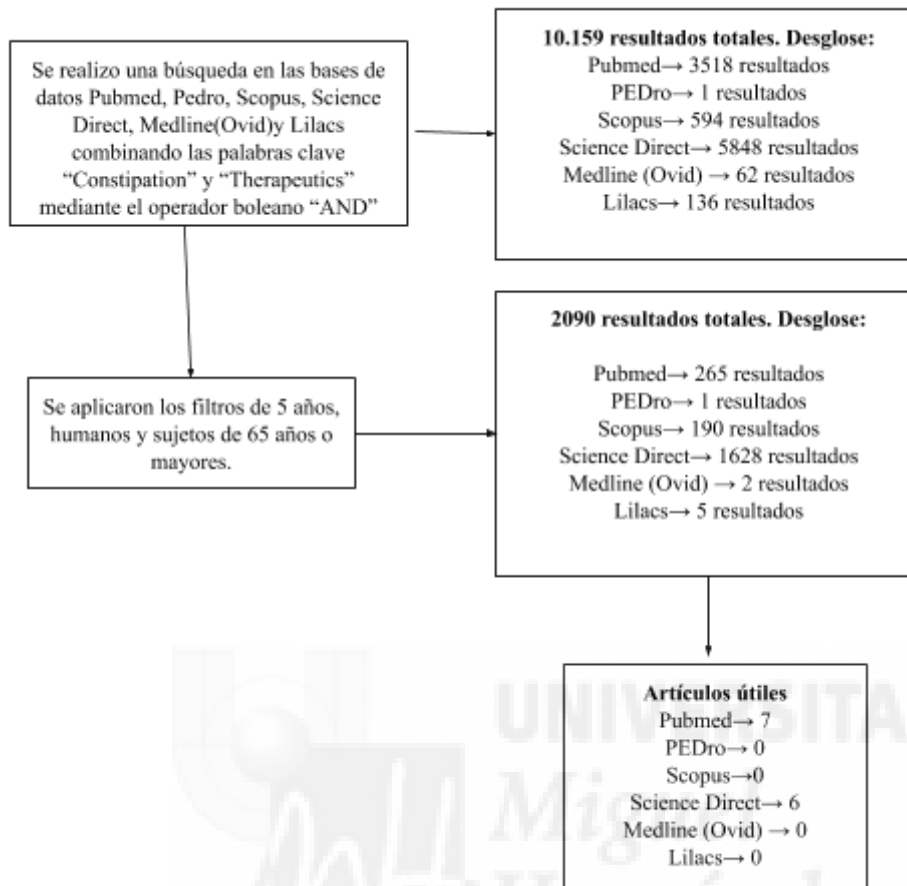 Se realizo una búsqueda en las bases de
datos Pubmed, Pedro, Scopus, Science
Direct, Medline(Ovid)y Lilacs
combinando las palabras clave
“Constipation” y “Therapeutics”
mediante el operador boleano “AND”
10.159 resultados totales. Desglose:
Pubmed→ 3518 resultados
PEDro→ 1 resultados
Scopus→ 594 resultados
Science Direct→ 5848 resultados
Medline (Ovid)→ 62 resultados
Lilacs→ 136 resultados
Se aplicaron los filtros de 5 años,
humanos y sujetos de 65 años o
mayores.
2090 resultados totales. Desglose:
Pubmed→ 265 resultados
PEDro→ 1 resultados
Scopus→ 190 resultados
Science Direct→ 1628 resultados
Medline (Ovid) → 2 resultados
Lilacs→ 5 resultados
Artículos útiles
Pubmed→ 7
PEDro→ 0
Scopus→0
Science Direct→ 6
Medline (Ovid) → 0
Lilacs→ 0
UNIVERSITA
Miguel